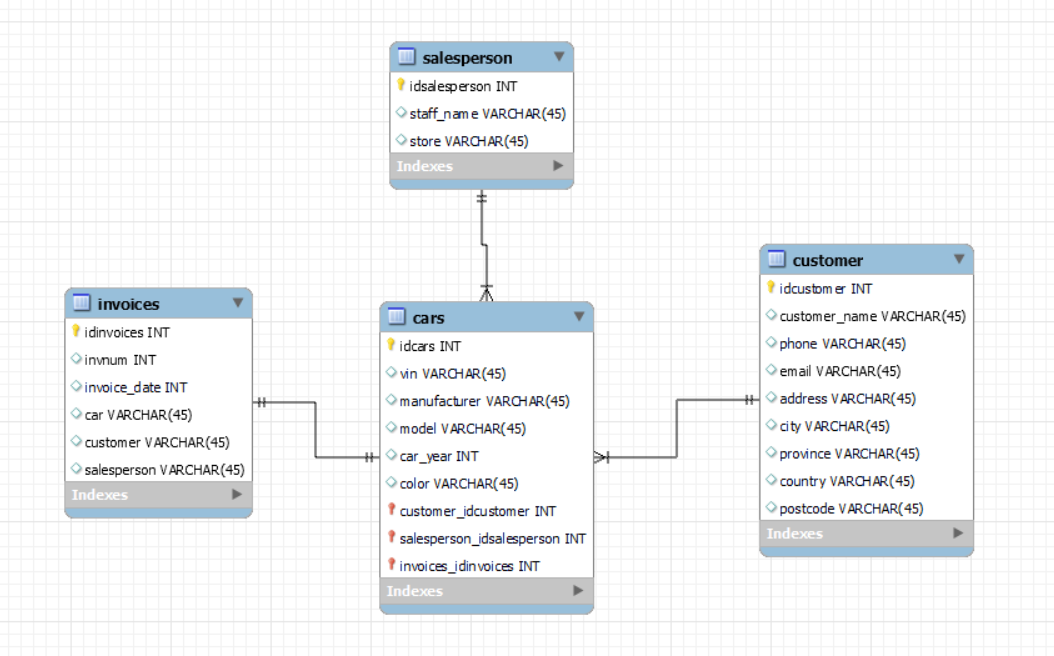 salesperson
idsalesperson INT
staff_name VARCHAR(45)
store VARCHAR(45)
Indexes
invoices
idinvoices INT
invnum INT
invoice_date INT
car VARCHAR(45)
customer VARCHAR(45)
salesperson VARCHAR(45)
Indexes
cars
idcars INT
vin VARCHAR(45)
manufacturer VARCHAR(45)
model VARCHAR(45)
car_year INT
color VARCHAR(45)
customer_idcustomer INT
salesperson_idsalesperson INT
invoices_idinvoices INT
Indexes
customer
idcustomer INT
customer_name VARCHAR(45)
phone VARCHAR(45)
email VARCHAR(45)
address VARCHAR(45)
city VARCHAR(45)
province VARCHAR(45)
country VARCHAR(45)
postcode VARCHAR(45)
Indexes